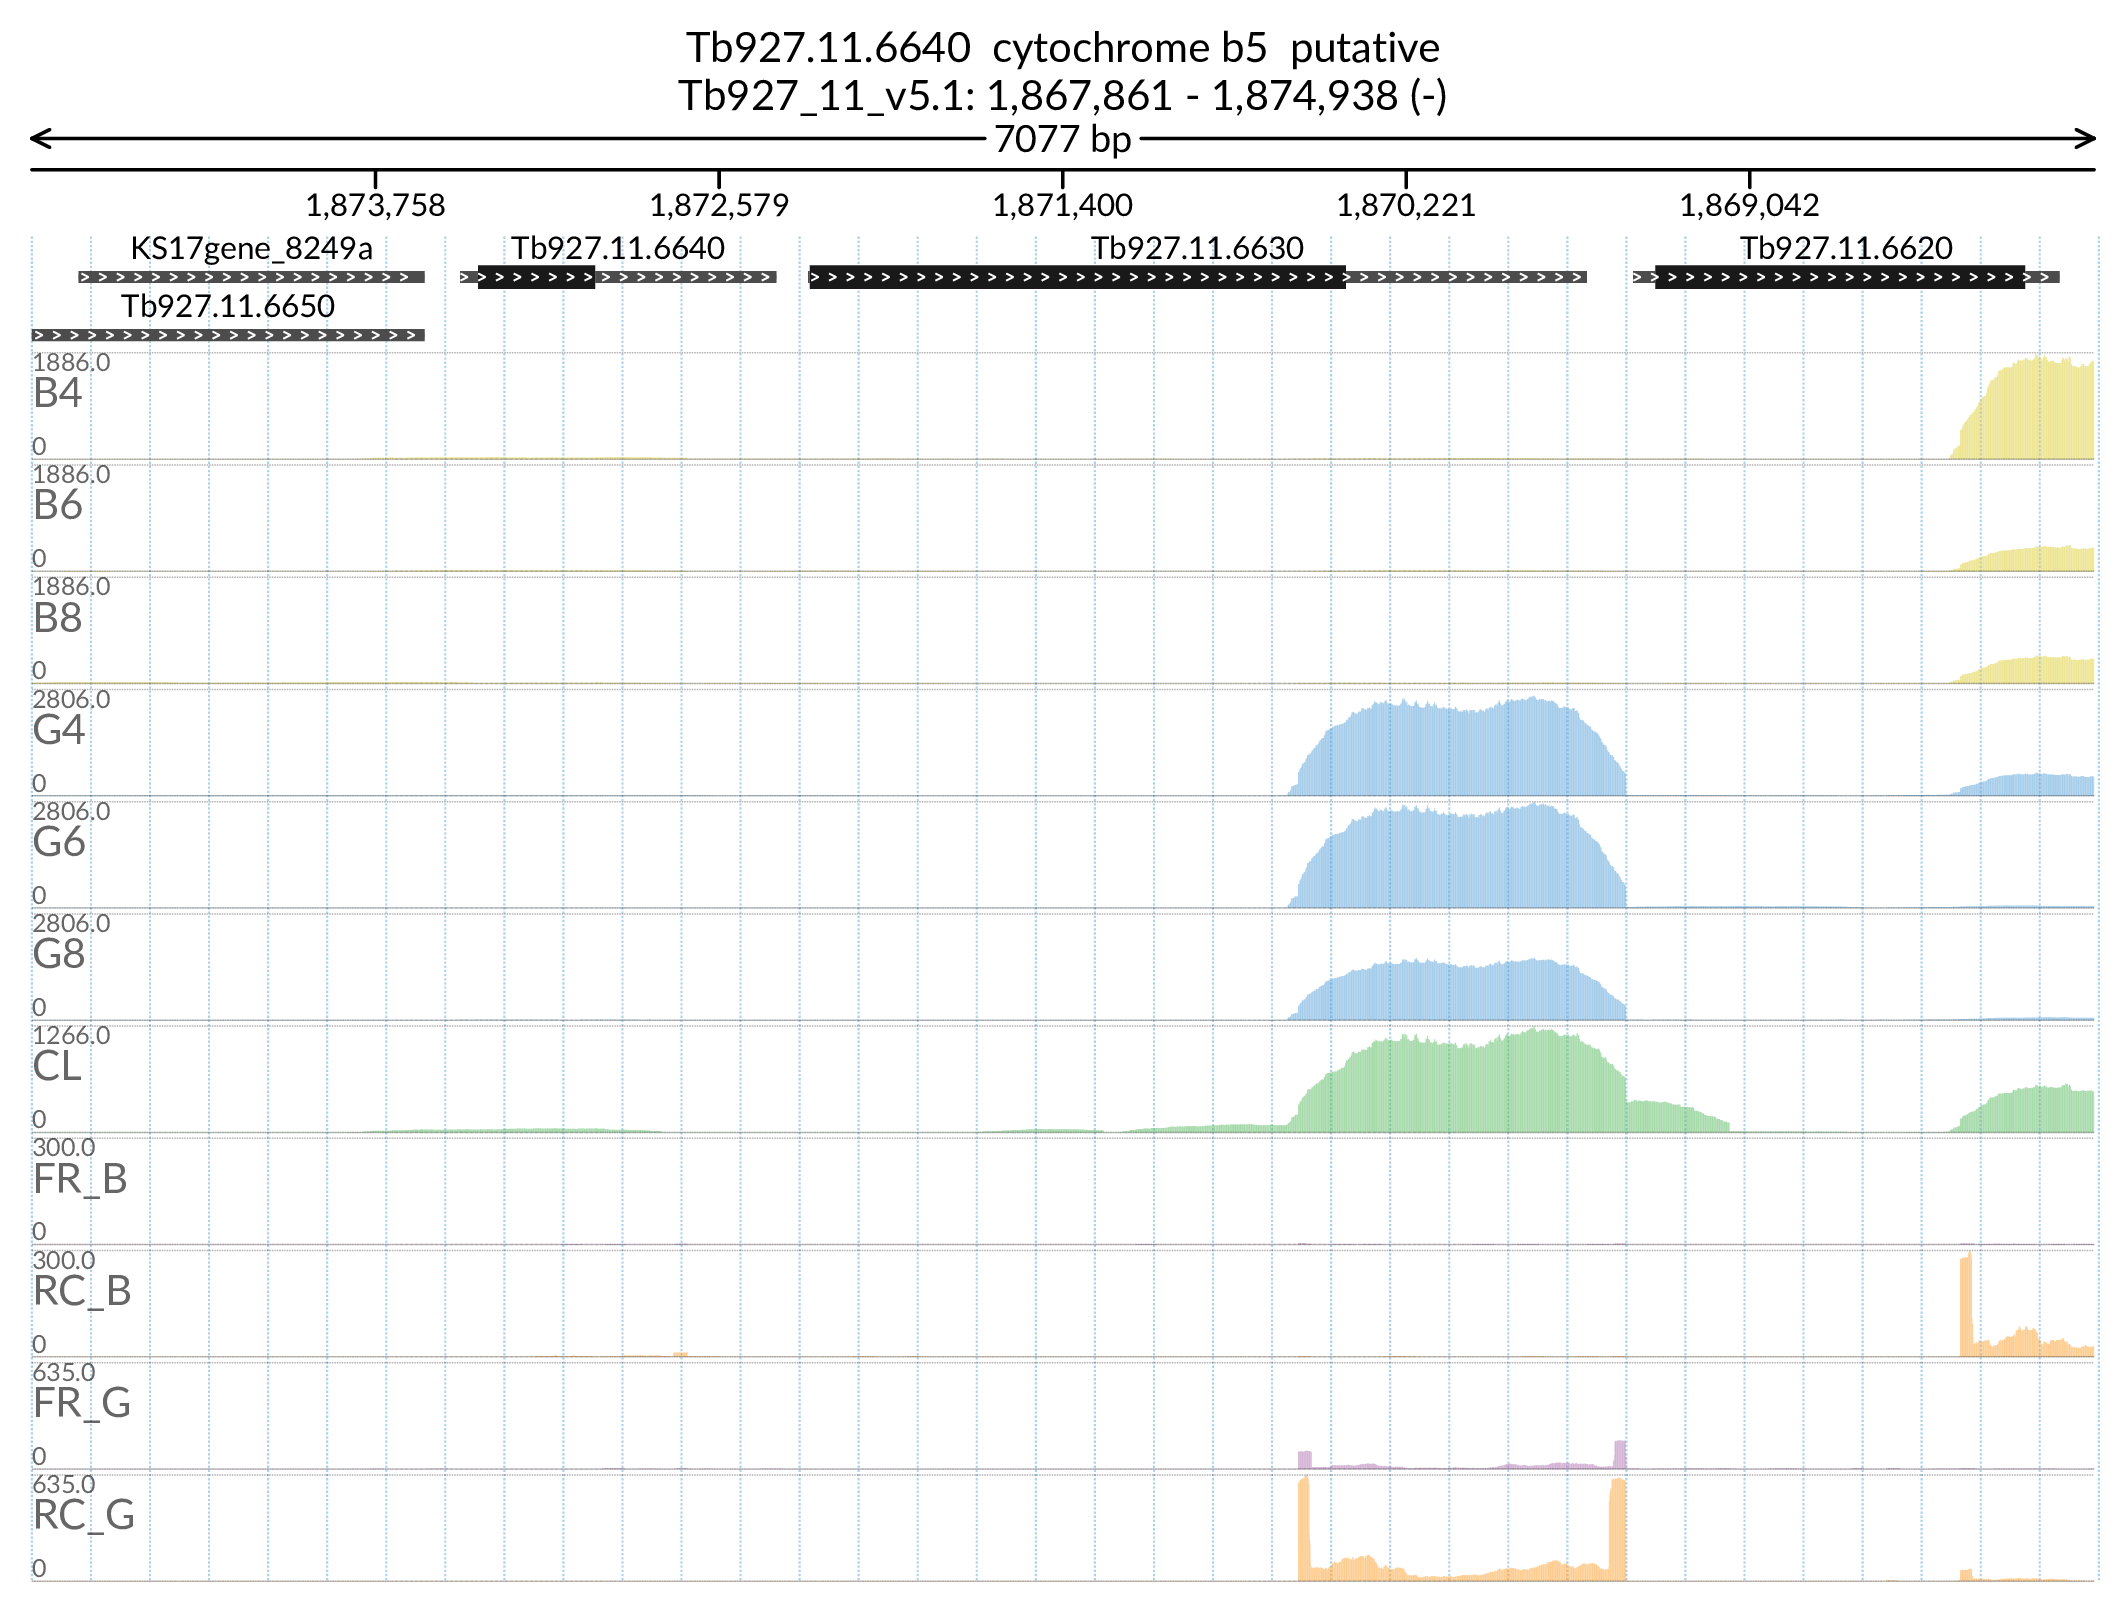 Tb927.11.6640  cytochrome b5  putative
Tb927_11_v5.1: 1,867,861 - 1,874,938 (-)
7077 bp
1,873,758 1,872,579 1,871,400 1,870,221 1,869,042
KS17gene_8249a Tb927.11.6640 Tb927.11.6630 Tb927.11.6620
Tb927.11.6650
1886.0
B4
0
1886.0
B6
0
1886.0
B8
0
2806.0
G4
0
2806.0
G6
0
2806.0
G8
0
1266.0
CL
0
300.0
FR_B
0
300.0
RC_B
0
635.0
FR_G
0
635.0
RC_G
0